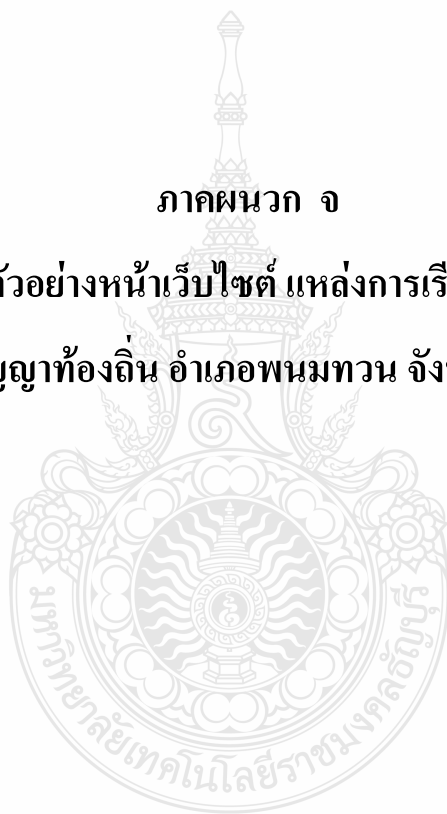 ภาคผนวก จ
ตัวอย่างหน้าเว็บไซต์ แหล่งการเรี
ญญาท้องถิ่น อำเภอพนมทวน จัง
มหาวิทยาลัยเทคโนโลยีราชมงคลธัญบุรี